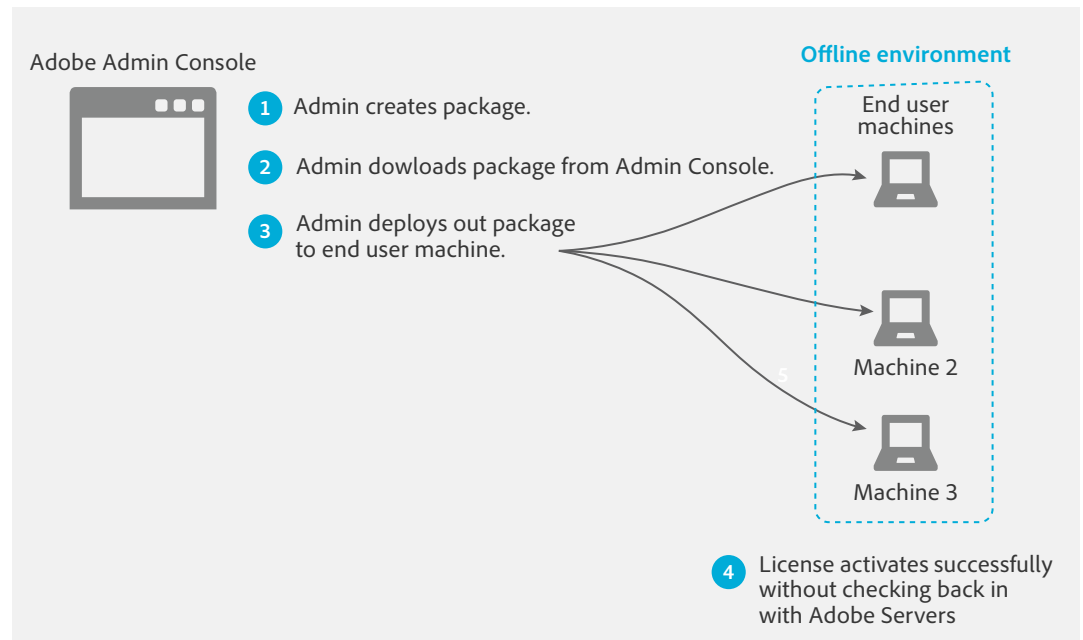 Adobe Admin Console
1 Admin creates package.
2 Admin dowloads package from Admin Console.
3 Admin deploys out package
to end user machine.
Offline environment
End user
machines
Machine 2
5
Machine 3
4 License activates successfully
without checking back in
with Adobe Servers